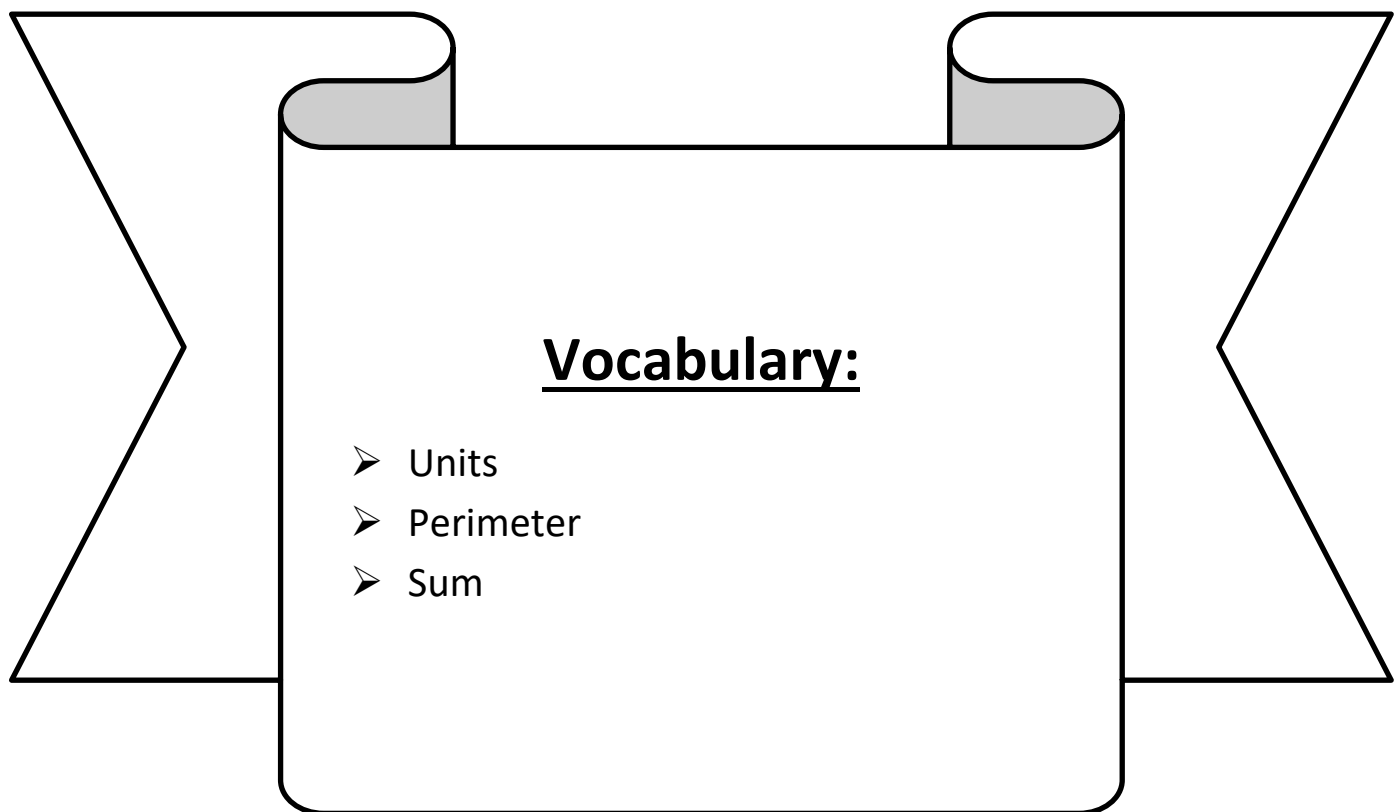 Vocabulary:
➢ Units
➢ Perimeter
➢ Sum